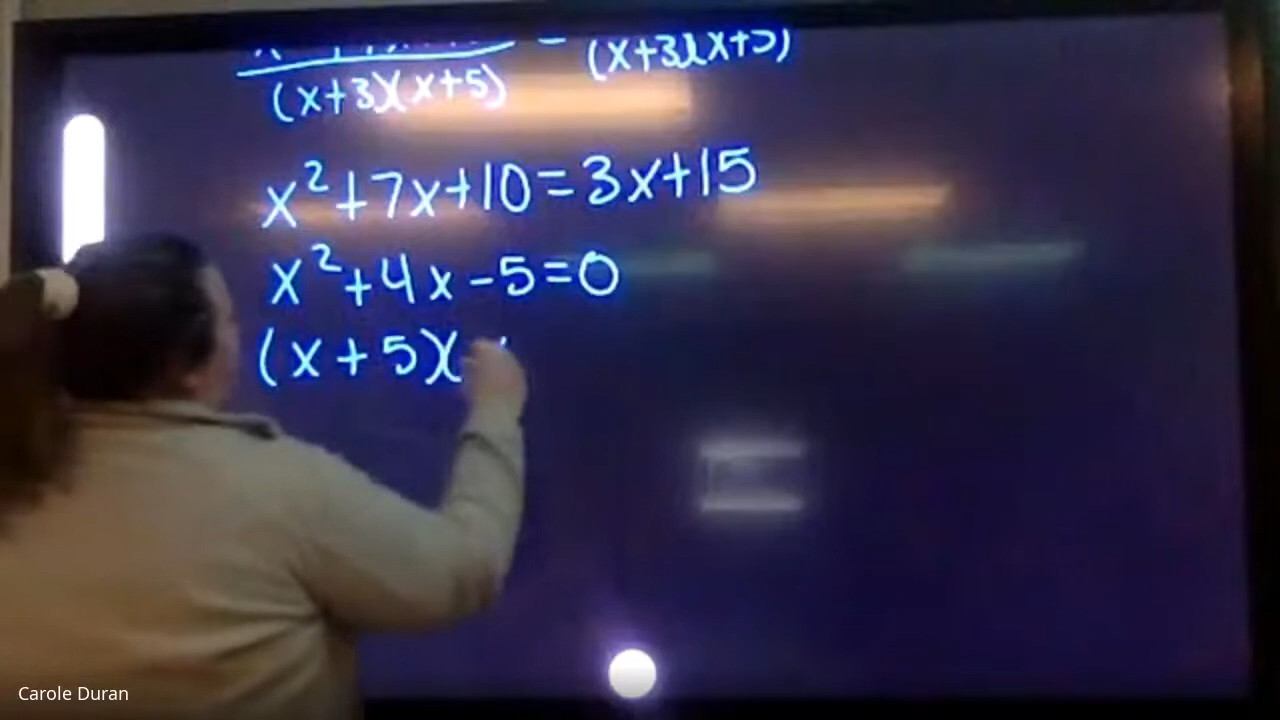 (x+3)(x+5) (x+3)(x+5)
x²+7x+10=3x+15
x²+4x-5=0
(x+5)(
Carole Duran